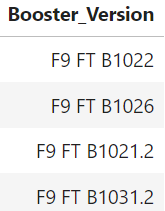 Booster_Version
F9 FT B1022
F9 FT B1026
F9 FT B1021.2
F9 FT B1031.2